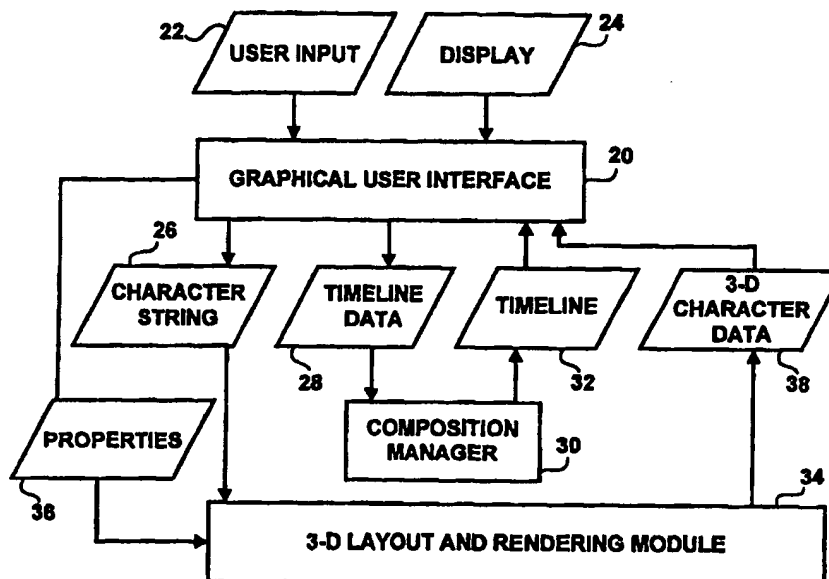 22
USER INPUT
DISPLAY
24
GRAPHICAL USER INTERFACE
20
26
CHARACTER
STRING
TIMELINE
DATA
28
TIMELINE
32
3-D
CHARACTER
DATA
38
PROPERTIES
36
COMPOSITION
MANAGER
30
34
3-D LAYOUT AND RENDERING MODULE